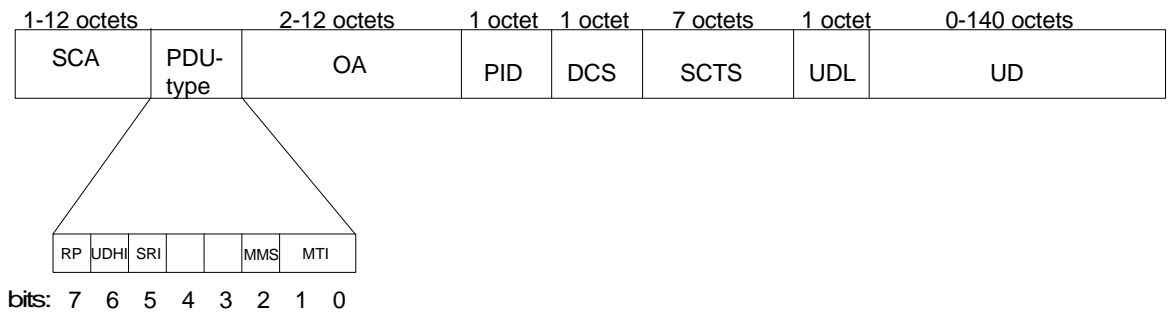 1-12 octets 2-12 octets 1 octet 1 octet 7 octets 1 octet 0-140 octets
SCA PDU-type OA PID DCS SCTS UDL UD
RP UDHI SRI MMS MTI
bits: 7 6 5 4 3 2 1 0